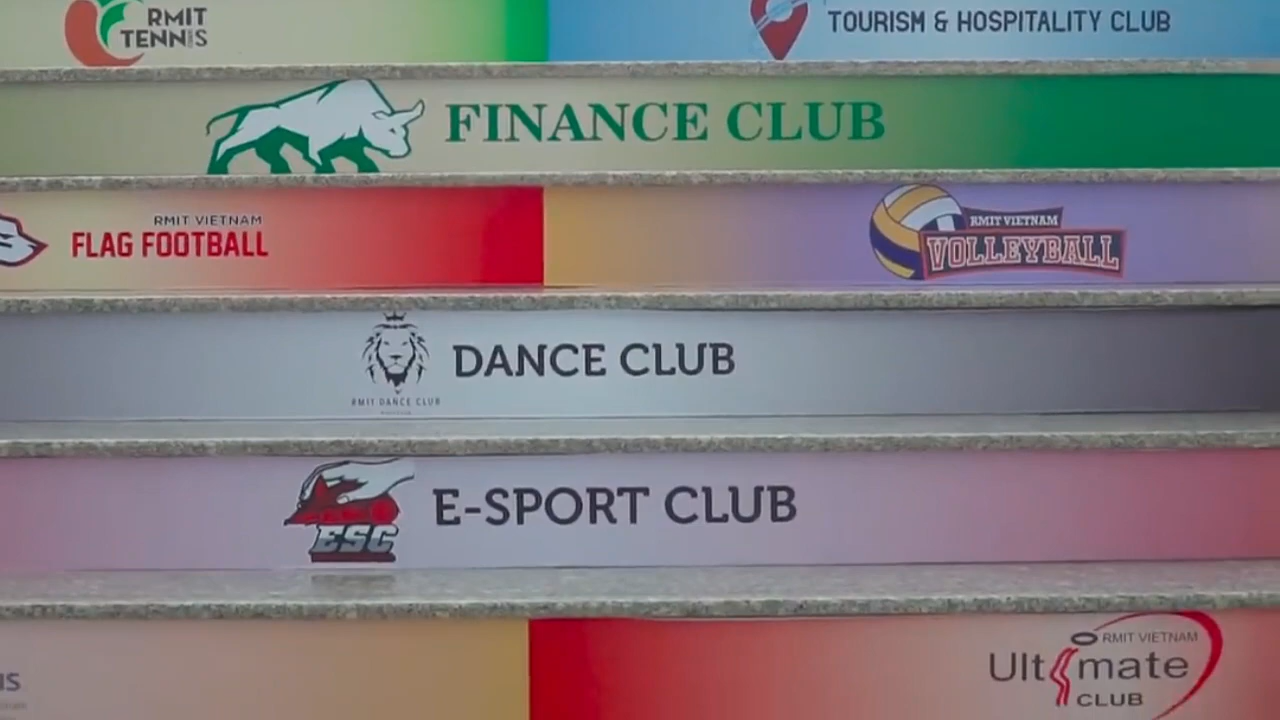 RMIT
TENNIS
TOURISM & HOSPITALITY CLUB
FINANCE CLUB
RMIT VIETNAM
FLAG FOOTBALL
RMIT VIETNAM
VOLLEYBALL
RMIT DANCE CLUB
DANCE CLUB
ESC
E-SPORT CLUB
RMIT VIETNAM
Ultimate
CLUB